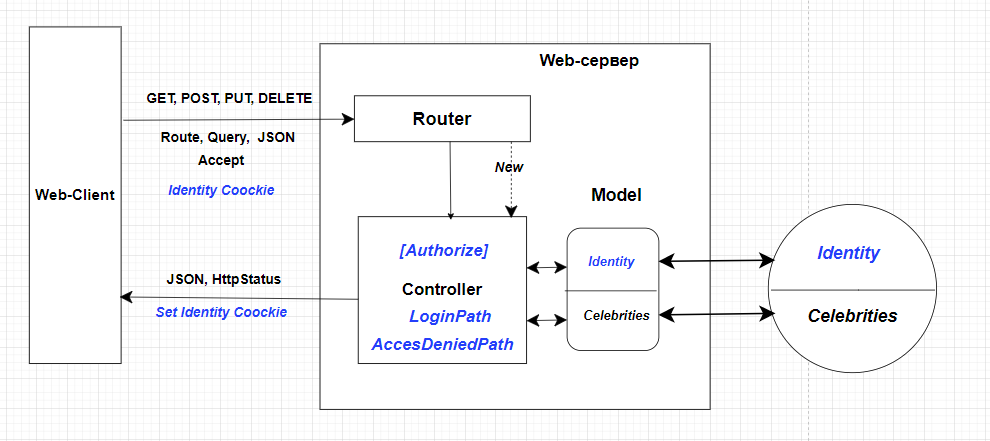 Web-сервер
GET, POST, PUT, DELETE
Router
Route, Query, JSON
Accept
New
Identity Coockie
Web-Client
Model
[Authorize]
Identity
Identity
JSON, HttpStatus
Controller
Set Identity Coockie
LoginPath
Celebrities
Celebrities
AccesDeniedPath